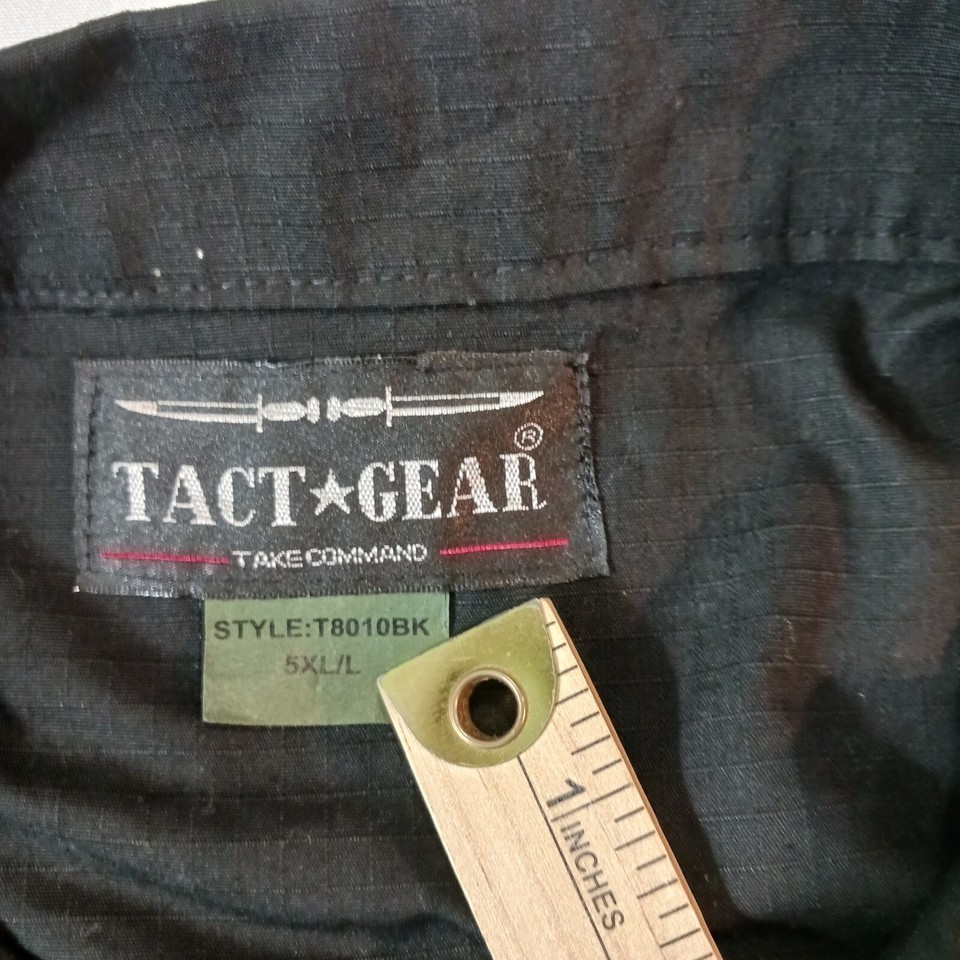 ®
TACT★GEAR
TAKE COMMAND
STYLE:T8010BK
5XL/L
1
INCHES